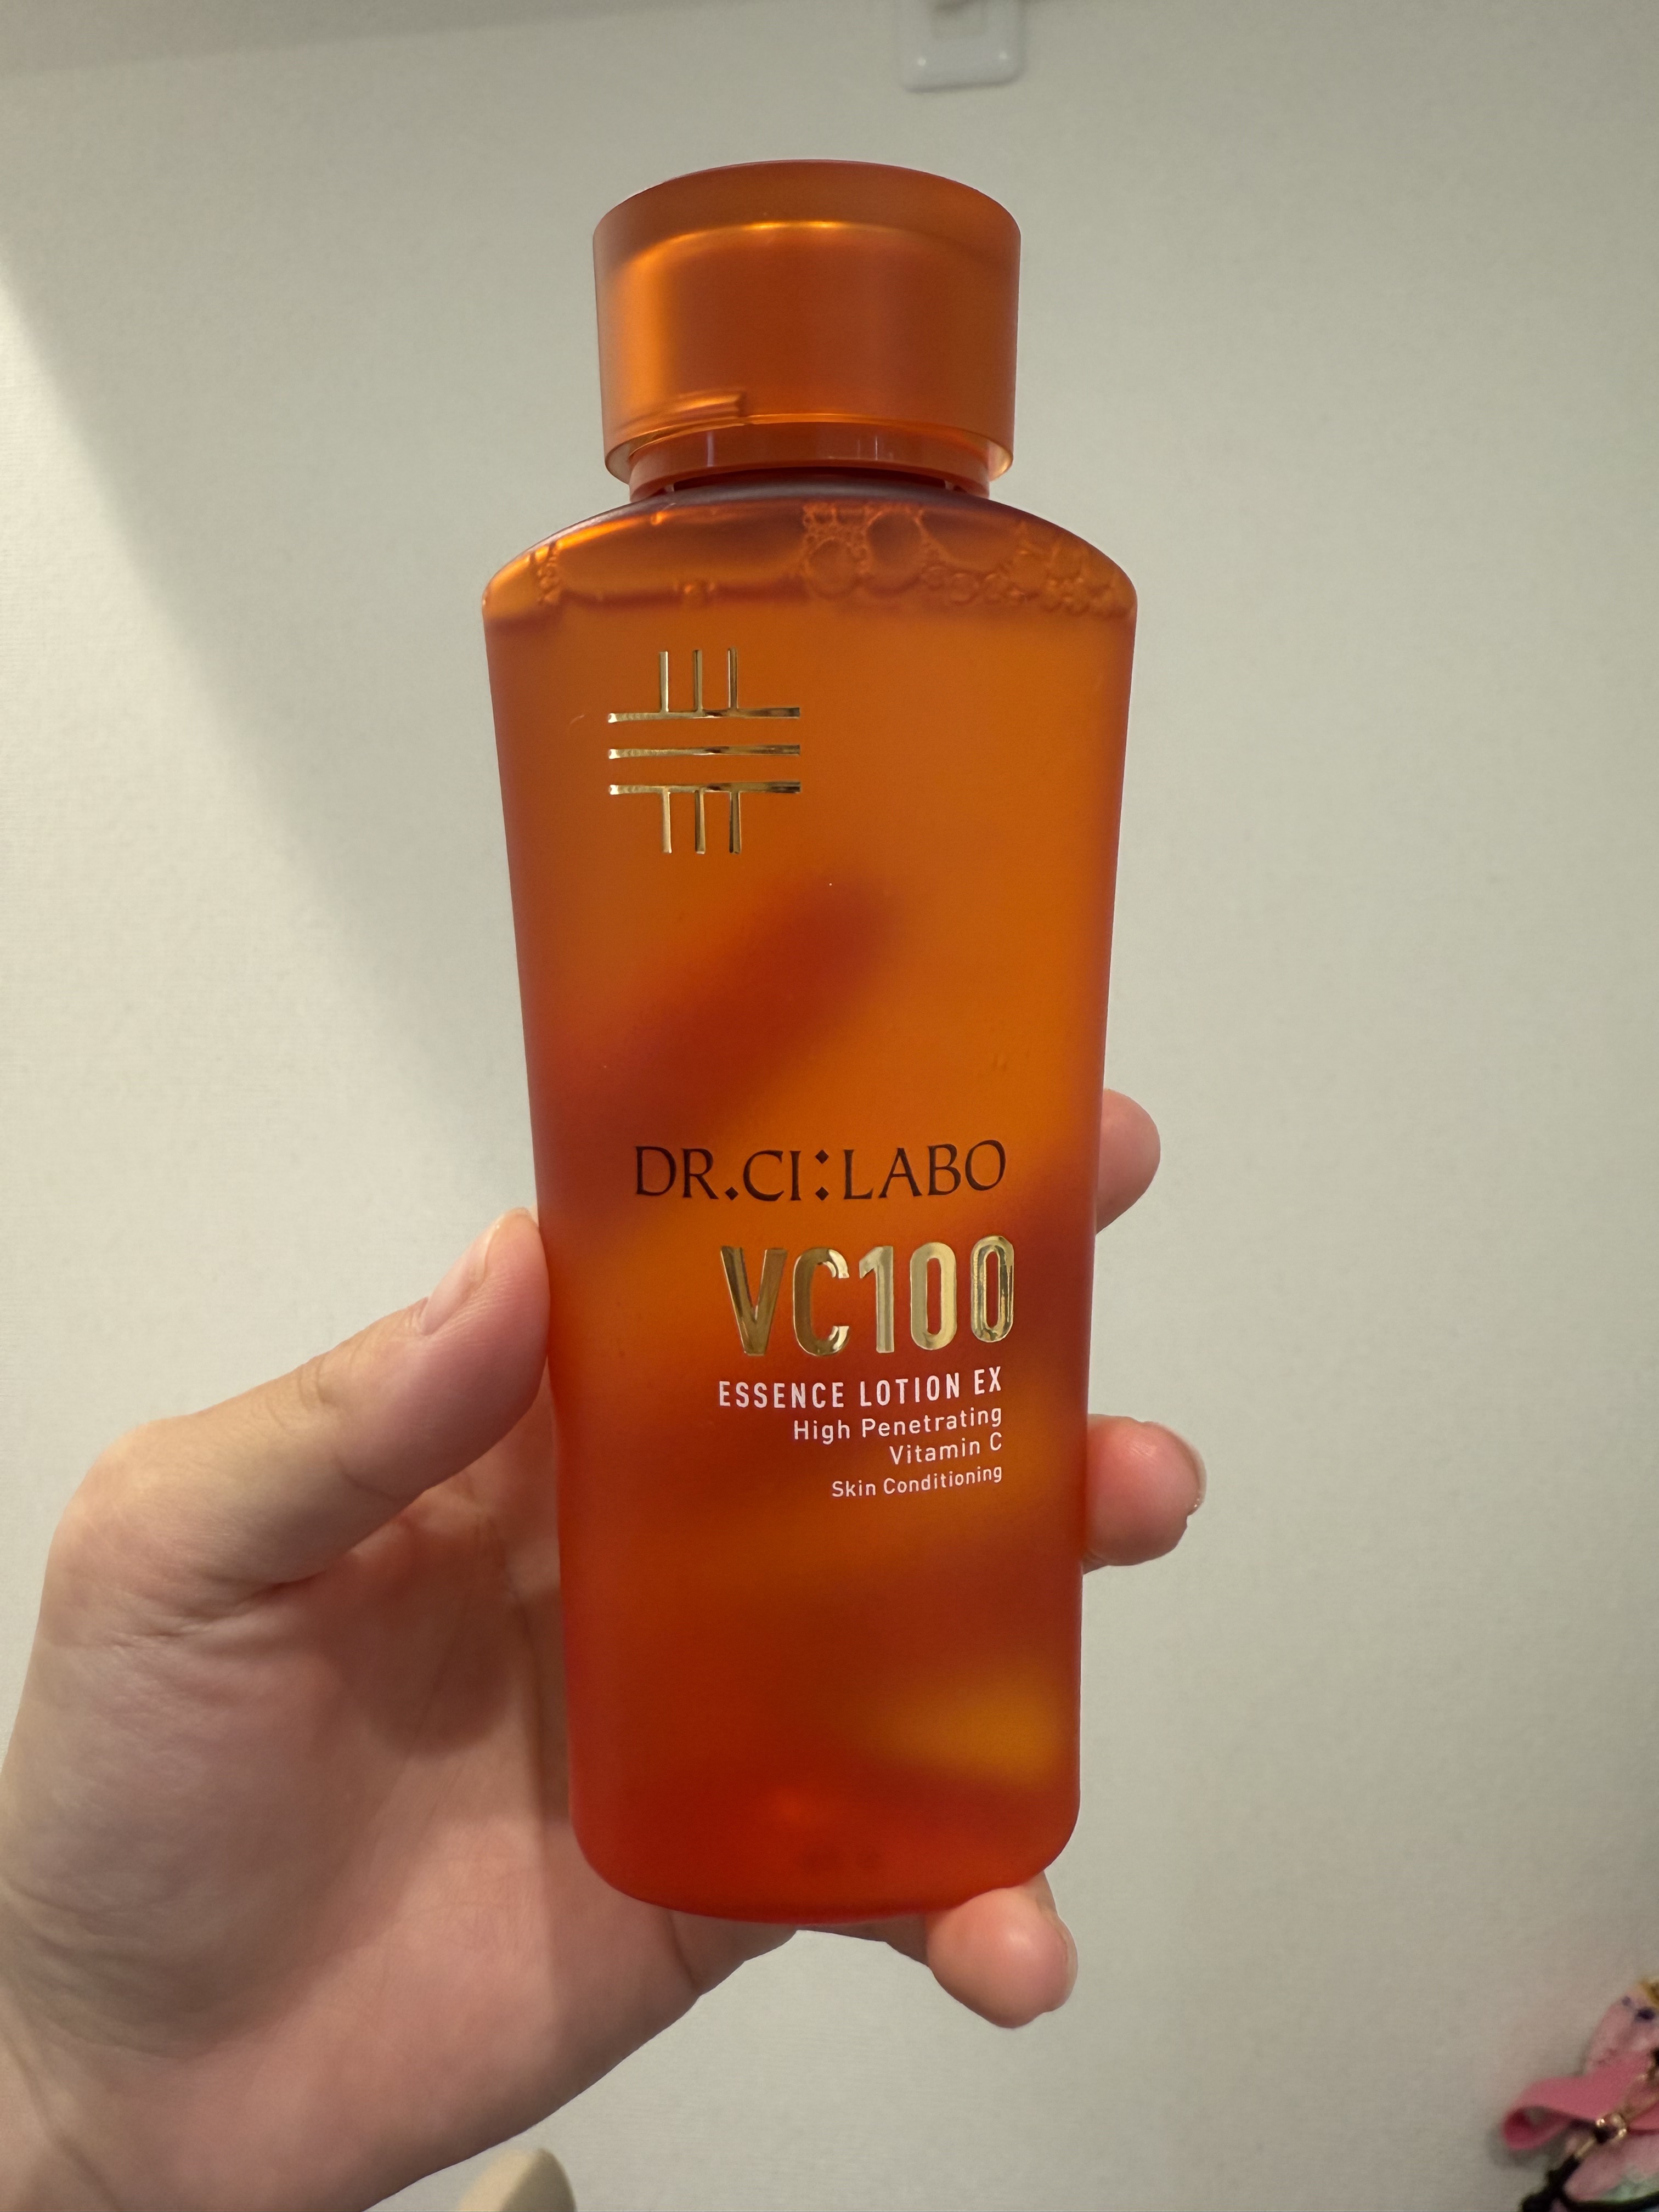 DR.CI:LABO
VC100
ESSENCE LOTION EX
High Penetrating
Vitamin C
Skin Conditioning